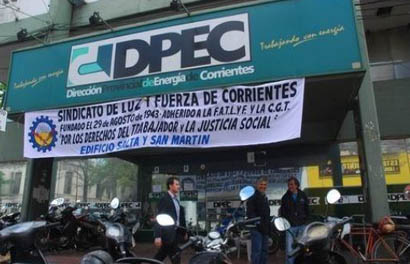 DPEC
Trabajando con energía
Dirección Provincial de Energía de Corrientes
Trabajando con energía
SINDICATO DE LUZ Y FUERZA DE CORRIENTES
FUNDADO EL 29 DE AGOSTO DE 1943 - ADHERIDO A LA F.A.T.L.Y.F. Y LA C.G.T.
"POR LOS DERECHOS DEL TRABAJADOR Y LA JUSTICIA SOCIAL"
EDIFICIO SALTA Y SAN MARTIN
DPEC
DPEC